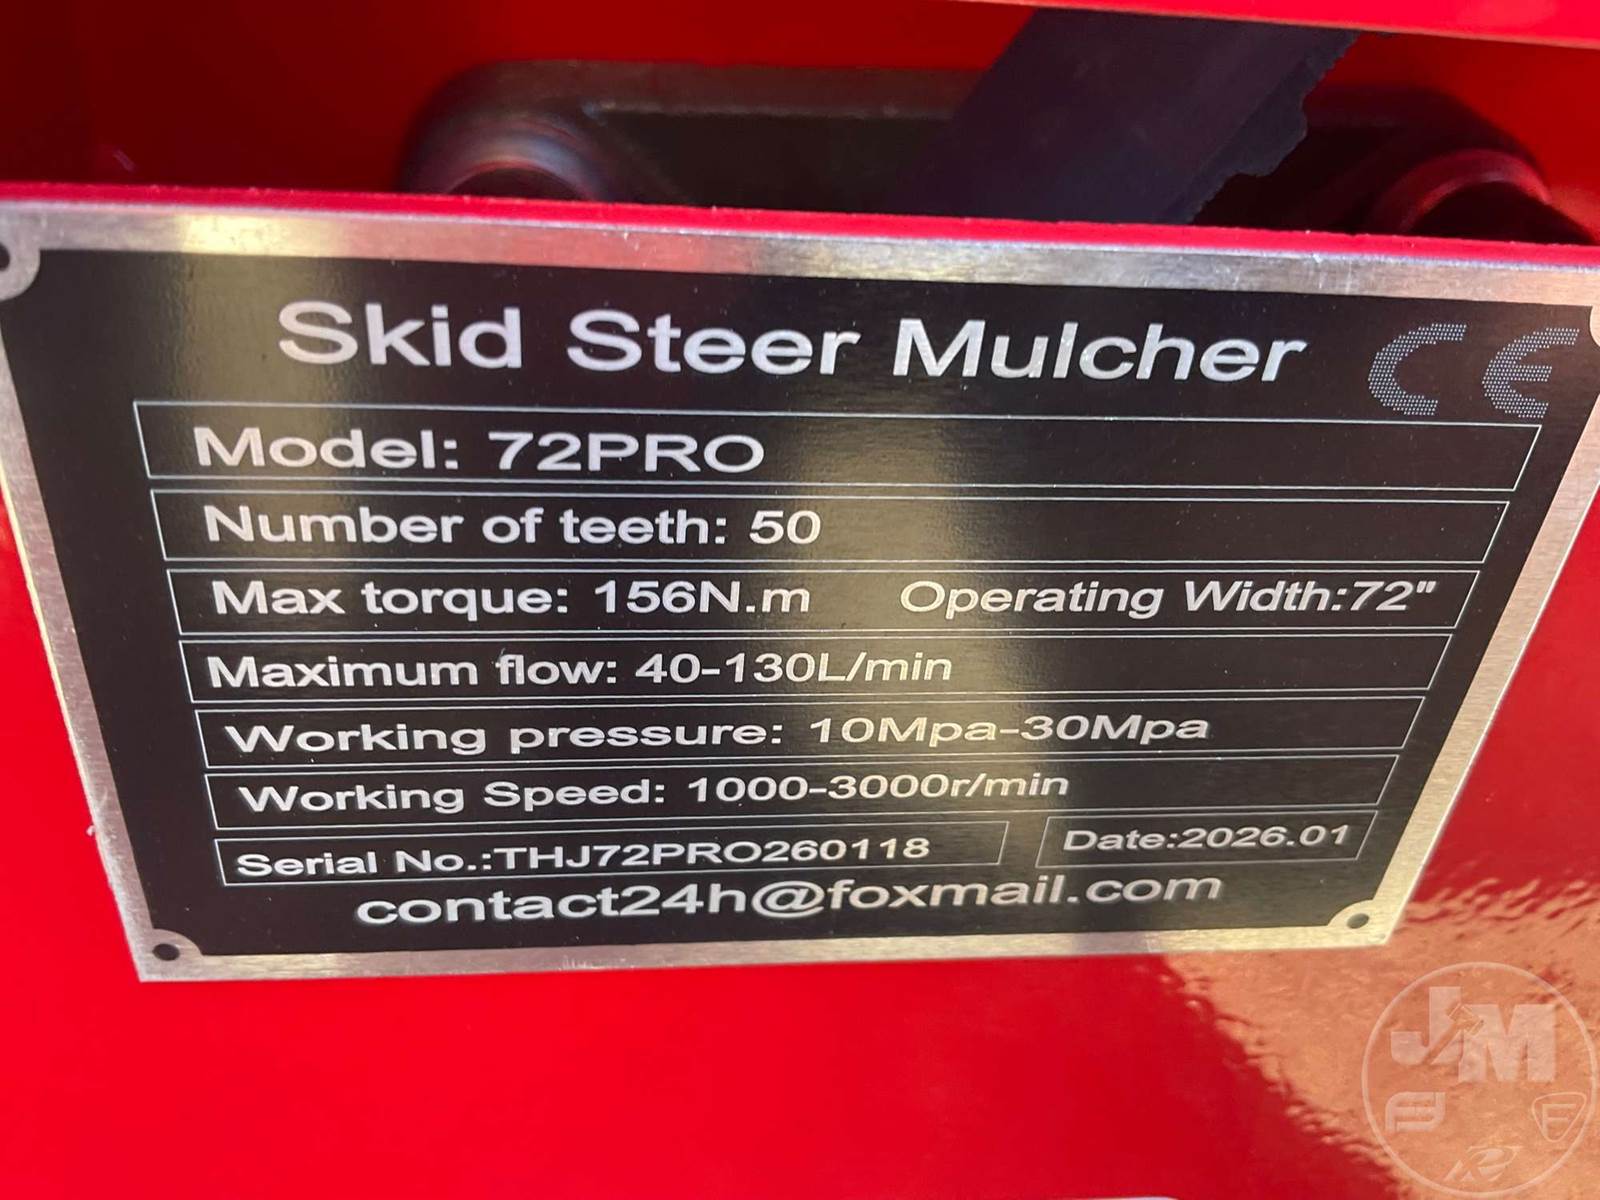 Skid Steer Mulcher CE
Model: 72PRO
Number of teeth: 50
Max torque: 156N.m Operating Width:72"
Maximum flow: 40-130L/min
Working pressure: 10Mpa-30Mpa
Working Speed: 1000-3000r/min
Serial No.:THJ72PRO260118 Date:2026.01
contact24h@foxmail.com
JM